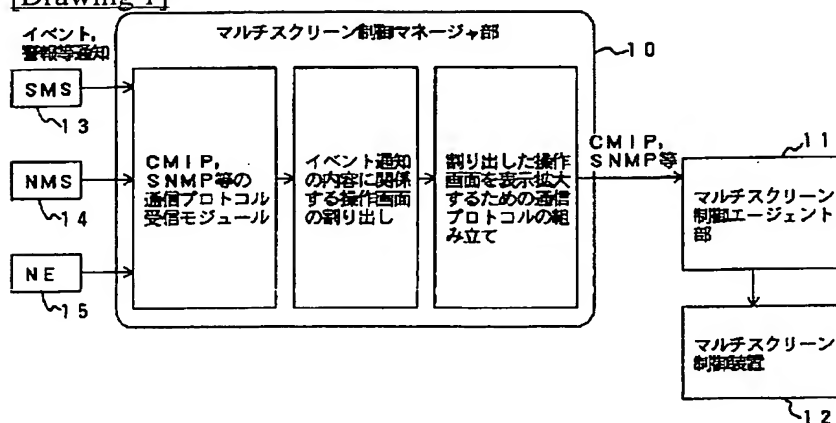 [Drawing 1]
イベント,
警報等通知
マルチスクリーン制御マネージャ部
10
SMS
13
NMS
14
NE
15
CMIP,
SNMP等の
通信プロトコル
受信モジュール
イベント通知
の内容に関係
する操作画面
の割り出し
割り出した操作
画面を表示拡大
するための通信
プロトコルの組
み立て
CMIP,
SNMP等
11
マルチスクリーン
制御エージェント
部
マルチスクリーン
制御装置
12